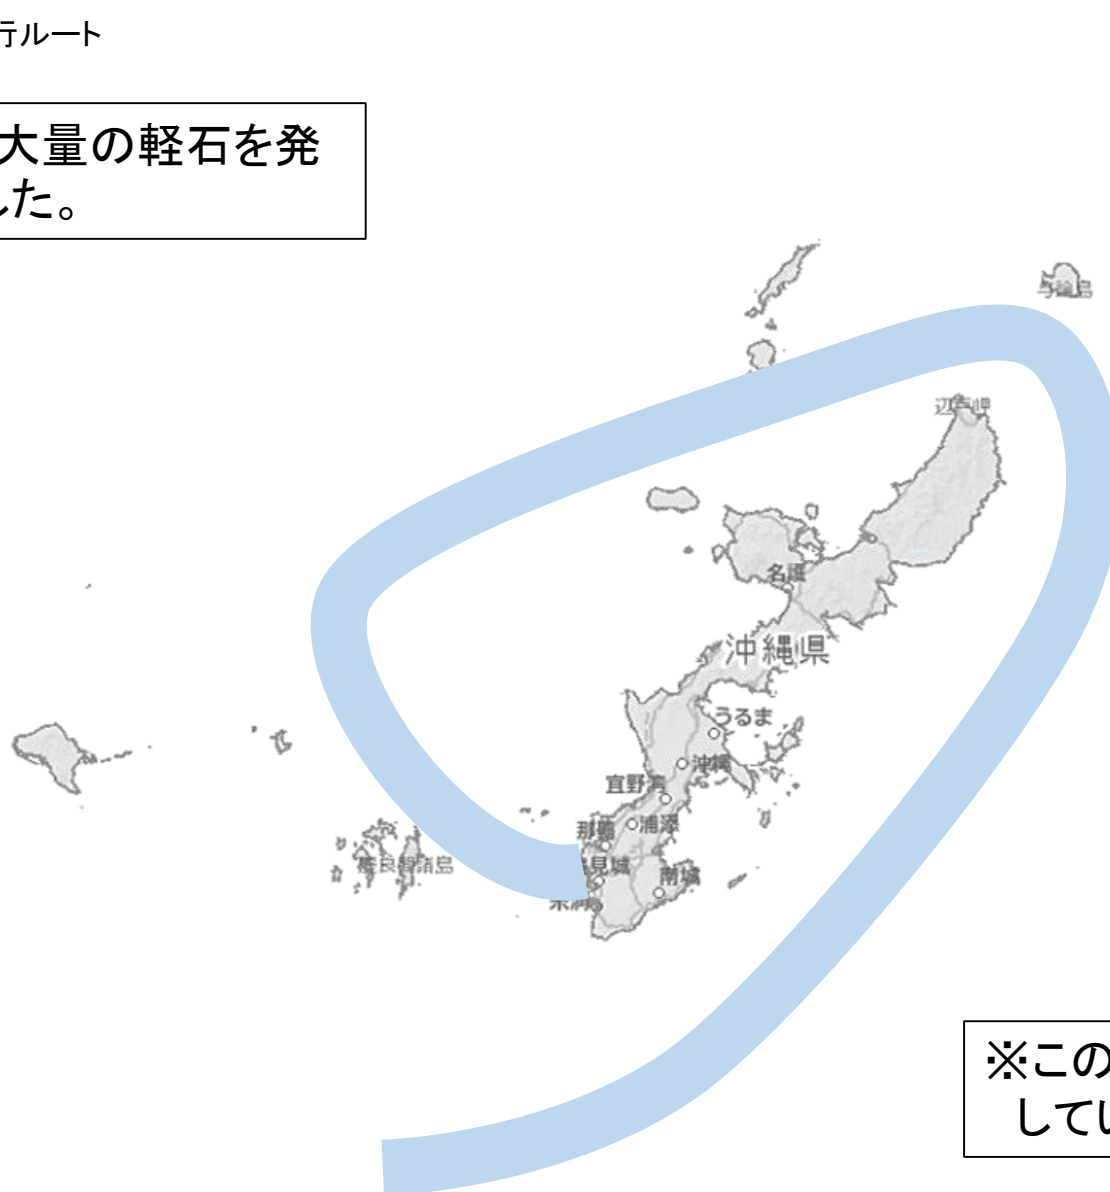 行ルート
大量の軽石を発
した。
与論島
辺戸岬
名護
沖縄県
うるま
沖縄
宜野湾
浦添
那覇
見城
南城
糸満
慶良間諸島
※この
してい